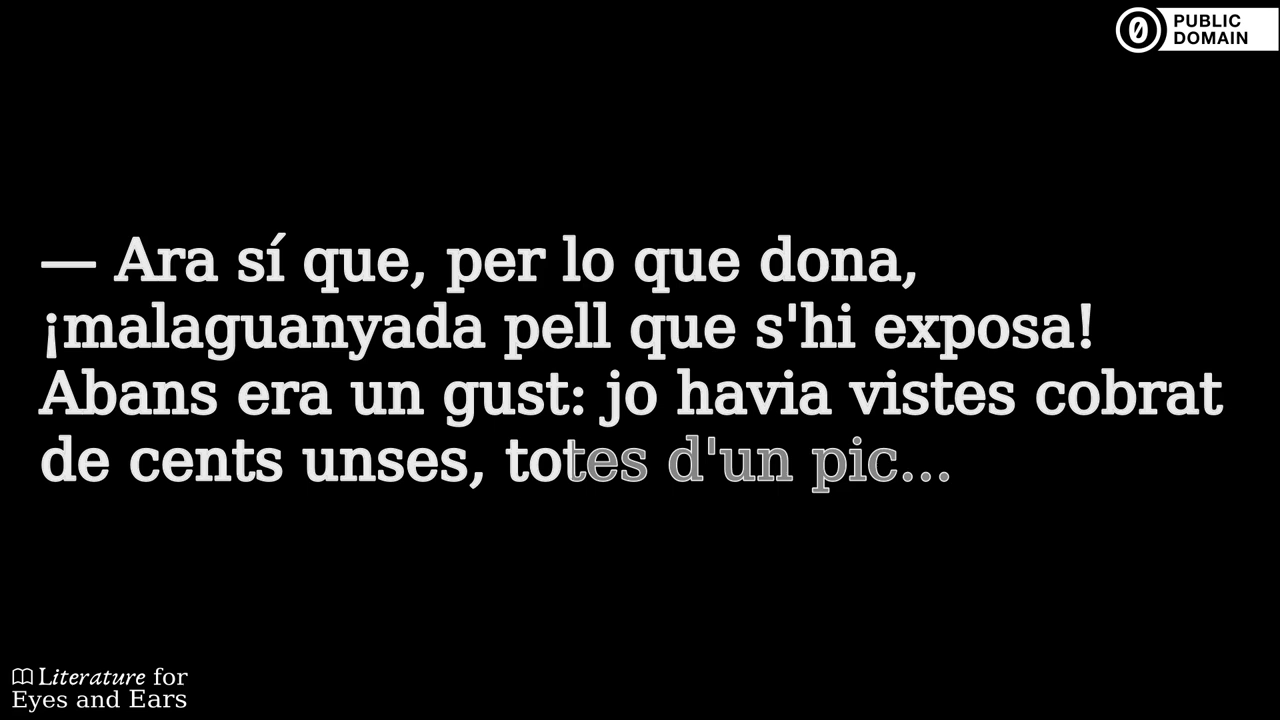 PUBLIC
DOMAIN
— Ara sí que, per lo que dona,
¡malaguanyada pell que s'hi exposa!
Abans era un gust: jo havia vistes cobrat
de cents unses, totes d'un pic...
Literature for
Eyes and Ears